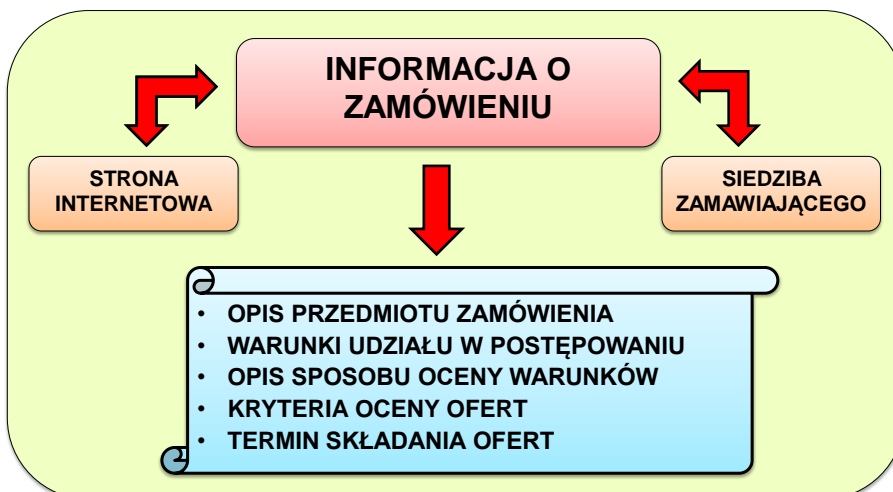 INFORMACJA O
ZAMÓWIENIU
STRONA
INTERNETOWA
SIEDZIBA
ZAMAWIAJĄCEGO
• OPIS PRZEDMIOTU ZAMÓWIENIA
• WARUNKI UDZIAŁU W POSTĘPOWANIU
• OPIS SPOSOBU OCENY WARUNKÓW
• KRYTERIA OCENY OFERT
• TERMIN SKŁADANIA OFERT